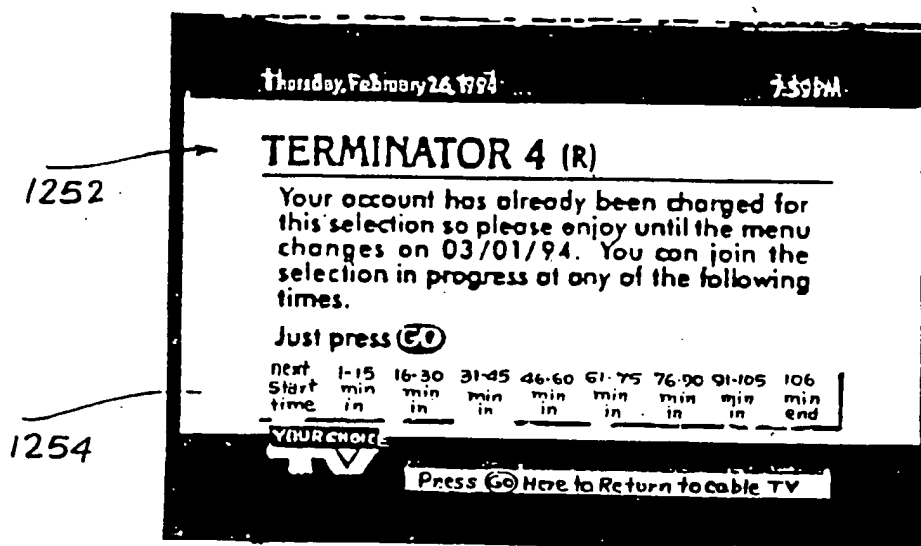 Thursday, February 26, 1994
7:59PM
TERMINATOR 4 (R)
1252
Your account has already been charged for
this selection so please enjoy until the menu
changes on 03/01/94. You can join the
selection in progress at any of the following
times.
Just press GO
next start time 1-15 min in 16-30 min in 31-45 min in 46-60 min in 61-75 min in 76-90 min in 91-105 min in 106 min end
1254
YOUR CHOICE
TV
Press GO Here to Return to cable TV